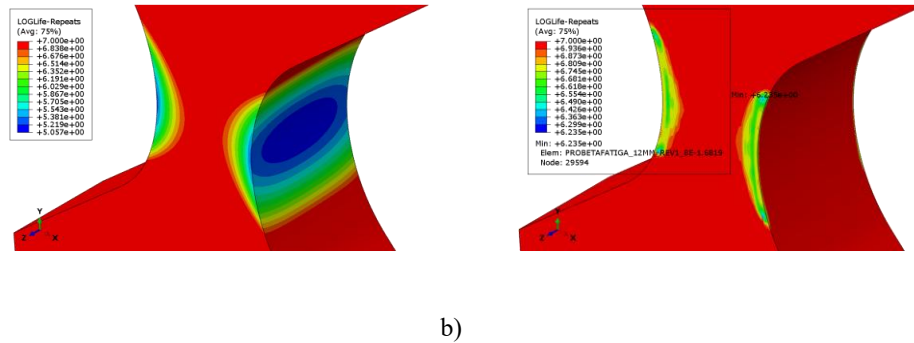 LOGLife-Repeats
(Avg: 75%)
+7.000e+00
+6.838e+00
+6.676e+00
+6.514e+00
+6.352e+00
+6.191e+00
+6.029e+00
+5.867e+00
+5.705e+00
+5.543e+00
+5.381e+00
+5.219e+00
+5.057e+00
Y
Z X
LOGLife-Repeats
(Avg: 75%)
+7.000e+00
+6.936e+00
+6.873e+00
+6.809e+00
+6.745e+00
+6.681e+00
+6.618e+00
+6.554e+00
+6.490e+00
+6.426e+00
+6.363e+00
+6.299e+00
+6.235e+00
Min: +6.235e+00
Node: 29594
Min: +6.235e+00
Y
Z X
b)